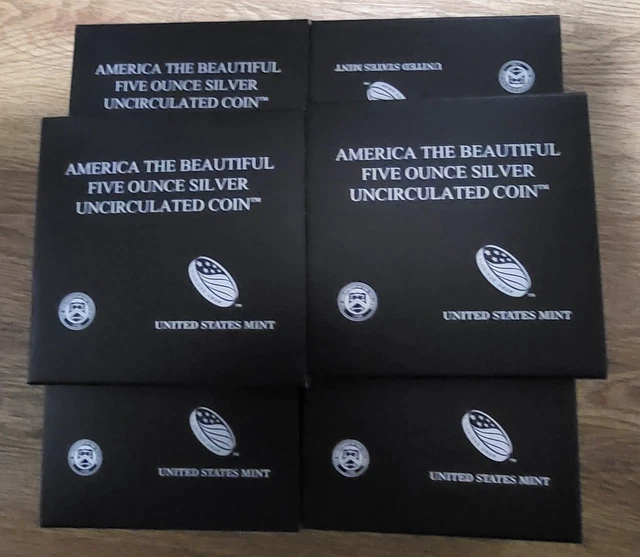 AMERICA THE BEAUTIFUL
FIVE OUNCE SILVER
UNCIRCULATED COIN™
UNITED STATES MINT
AMERICA THE BEAUTIFUL
FIVE OUNCE SILVER
UNCIRCULATED COIN™
UNITED STATES MINT
AMERICA THE BEAUTIFUL
FIVE OUNCE SILVER
UNCIRCULATED COIN™
UNITED STATES MINT
UNITED STATES MINT
UNITED STATES MINT